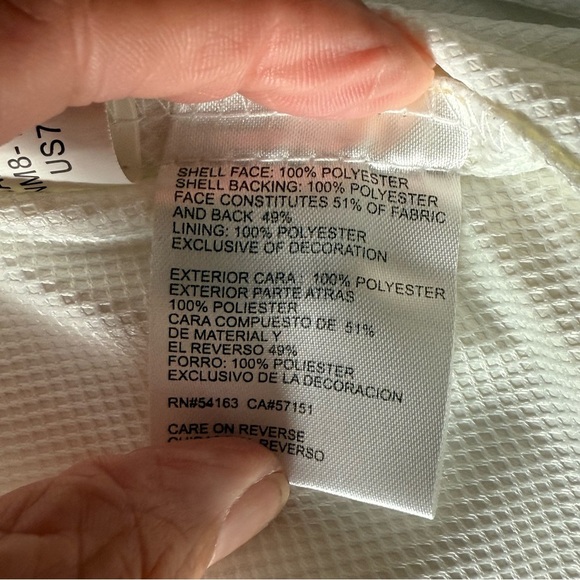 WM8-
US7
SHELL FACE: 100% POLYESTER
SHELL BACKING: 100% POLYESTER
FACE CONSTITUTES 51% OF FABRIC
AND BACK 49%
LINING: 100% POLYESTER
EXCLUSIVE OF DECORATION
EXTERIOR CARA : 100% POLYESTER
EXTERIOR PARTE ATRAS
100% POLIESTER
CARA COMPUESTO DE 51%
DE MATERIAL Y
EL REVERSO 49%
FORRO: 100% POLIESTER
EXCLUSIVO DE LA DECORACION
RN#54163 CA#57151
CARE ON REVERSE
REVERSO